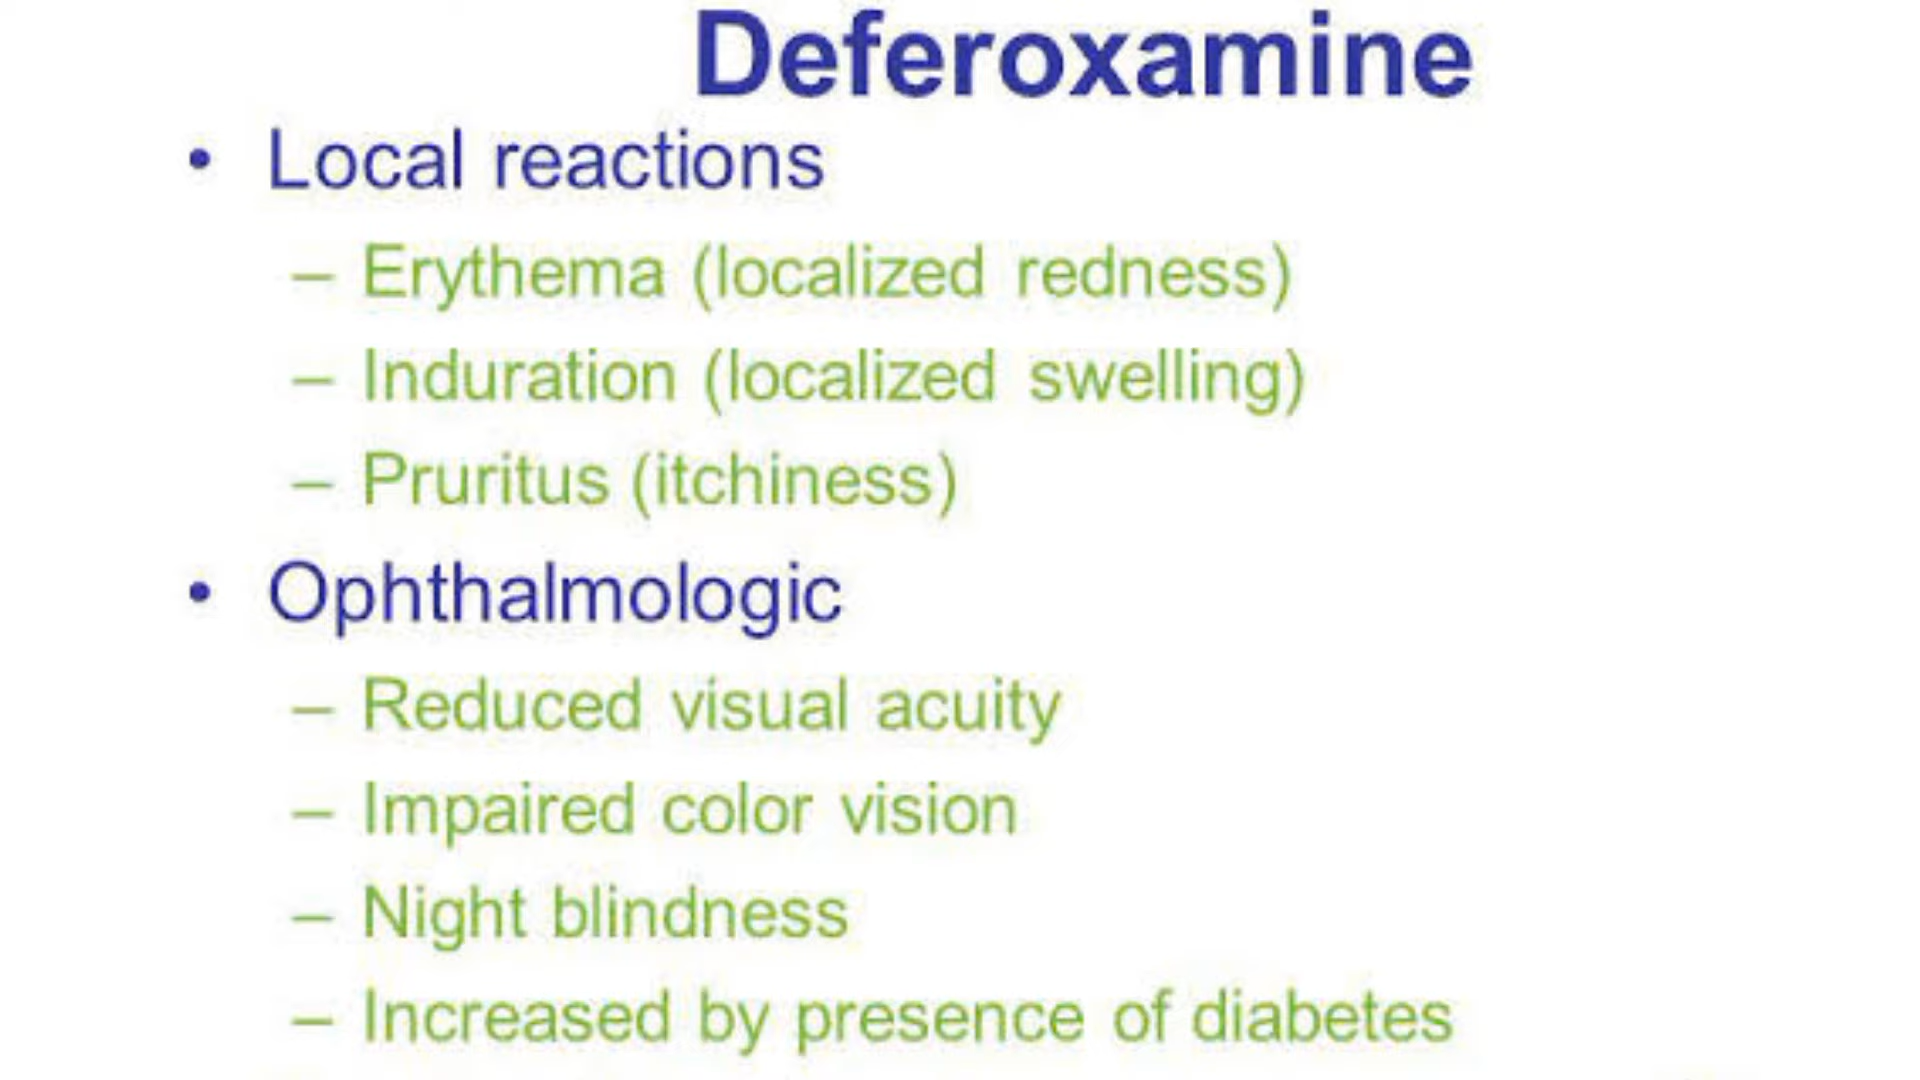 Deferoxamine
• Local reactions
– Erythema (localized redness)
– Induration (localized swelling)
– Pruritus (itchiness)
• Ophthalmologic
– Reduced visual acuity
– Impaired color vision
– Night blindness
– Increased by presence of diabetes